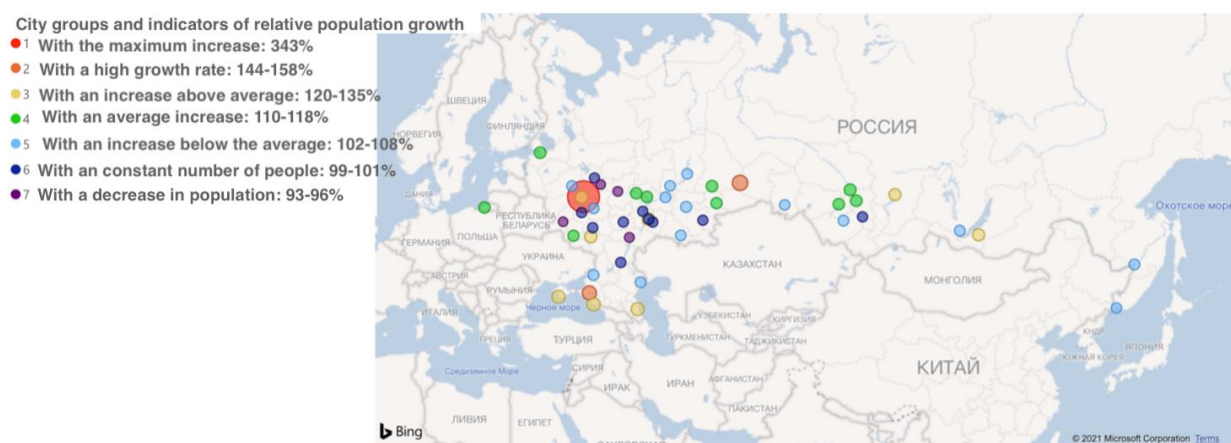 City groups and indicators of relative population growth
1 With the maximum increase: 343%
2 With a high growth rate: 144-158%
3 With an increase above average: 120-135%
4 With an average increase: 110-118%
5 With an increase below the average: 102-108%
6 With an constant number of people: 99-101%
7 With a decrease in population: 93-96%
ШВЕЦИЯ
НОРВЕГИЯ
ФИНЛЯНДИЯ
РОССИЯ
ДАНИЯ
Охотское море
РЕСПУБЛИКА
БЕЛАРУСЬ
ГЕРМАНИЯ
ПОЛЬША
УКРАИНА
КАЗАХСТАН
АВСТРИЯ
МОНГОЛИЯ
РУМЫНИЯ
Черное море
ИТАЛИЯ
УЗБЕКИСТАН
КИРГИЗИЯ
ГРЕЦИЯ
ТУРЦИЯ
ТУРКМЕНИСТАН
ТАДЖИКИСТАН
КНДР
ЯПОНИЯ
ЮЖНАЯ КОРЕЯ
Средиземное Море
СИРИЯ
КИТАЙ
ИРАК
ИРАН
АФГАНИСТАН
ПАКИСТАН
ЛИВИЯ
ЕГИПЕТ
Bing
© 2021 Microsoft Corporation Terms